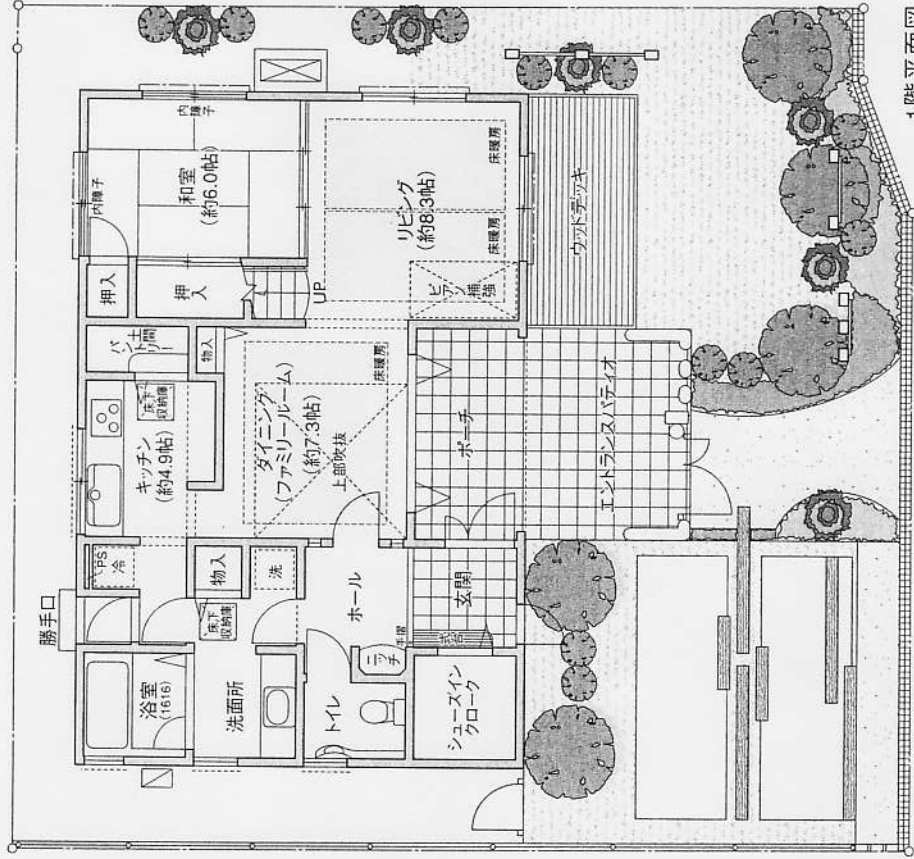 1階平面図
内障子
内障子
和室
(約6.0帖)
押入
押入
UP
リビング
(約8.3帖)
床暖房
床暖房
ピアノ
補強
ウッドデッキ
土間
パントリー
物入
キッチン
(約4.9帖)
床下
収納庫
ダイニング
(ファミリールーム)
(約7.3帖)
上部吹抜
床暖房
ポーチ
エントランスパティオ
PS
冷
勝手口
物入
洗
床下
収納庫
ホール
玄関
式台
手摺
ニッチ
浴室
(1616)
洗面所
トイレ
シューズイン
クローク